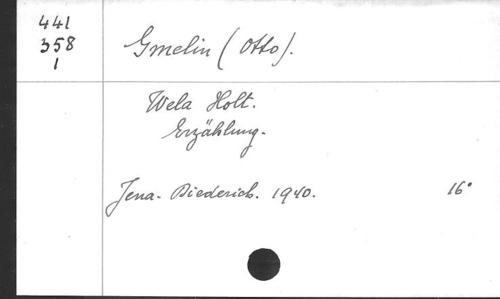 441
358
1
Gmelin (Otto).
Wela Holt.
Erzählung.
Jena. Diederich. 1940. 16°